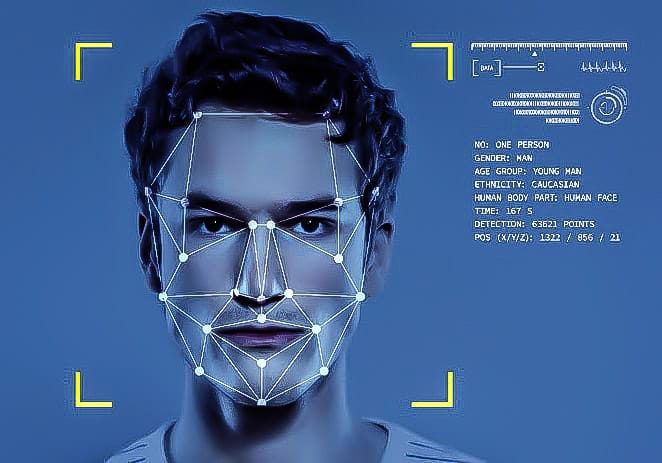 DATA
NO: ONE PERSON
GENDER: MAN
AGE GROUP: YOUNG MAN
ETHNICITY: CAUCASIAN
HUMAN BODY PART: HUMAN FACE
TIME: 167 S
DETECTION: 63621 POINTS
POS (X/Y/Z): 1322 / 856 / 21